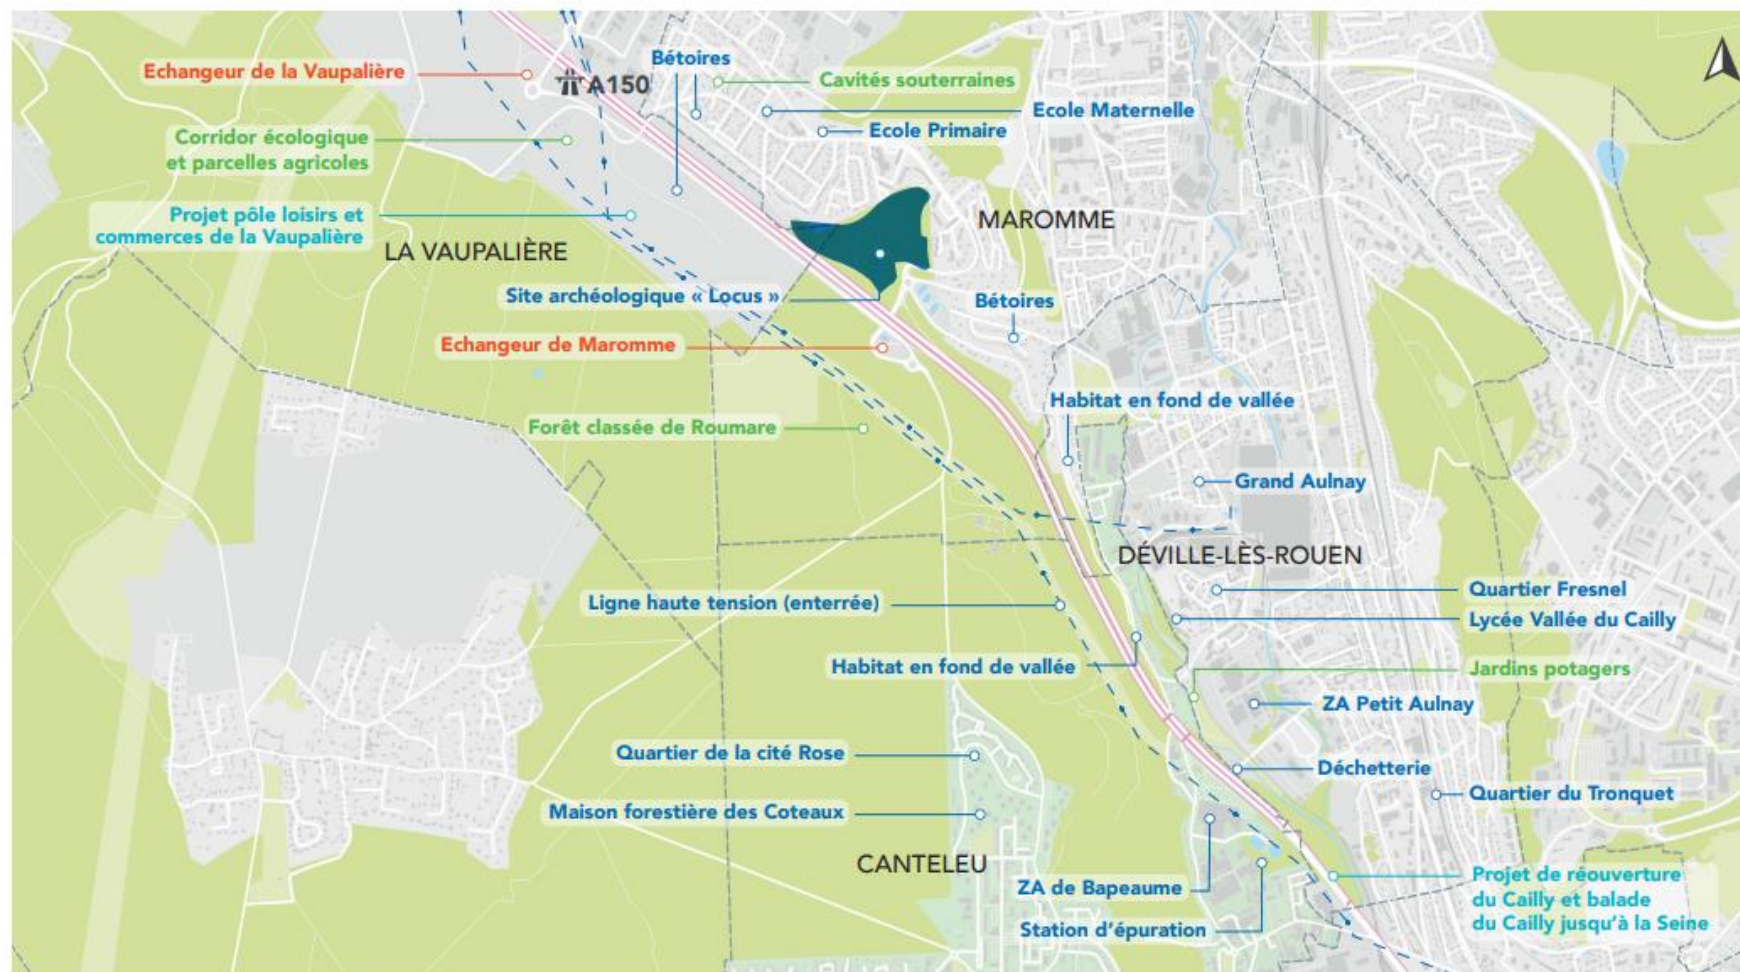 Bétoires
Echangeur de la Vaupalière
A150
Cavités souterraines
Ecole Maternelle
Ecole Primaire
Corridor écologique
et parcelles agricoles
Projet pôle loisirs et
commerces de la Vaupalière
MAROMME
LA VAUPALIÈRE
Site archéologique « Locus »
Bétoires
Echangeur de Maromme
Habitat en fond de vallée
Forêt classée de Roumare
Grand Aulnay
DÉVILLE-LÈS-ROUEN
Quartier Fresnel
Ligne haute tension (enterrée)
Lycée Vallée du Cailly
Habitat en fond de vallée
Jardins potagers
ZA Petit Aulnay
Quartier de la cité Rose
Déchetterie
Quartier du Tronquet
Maison forestière des Coteaux
CANTELEU
ZA de Bapeaume
Projet de réouverture
du Cailly et balade
du Cailly jusqu'à la Seine
Station d'épuration